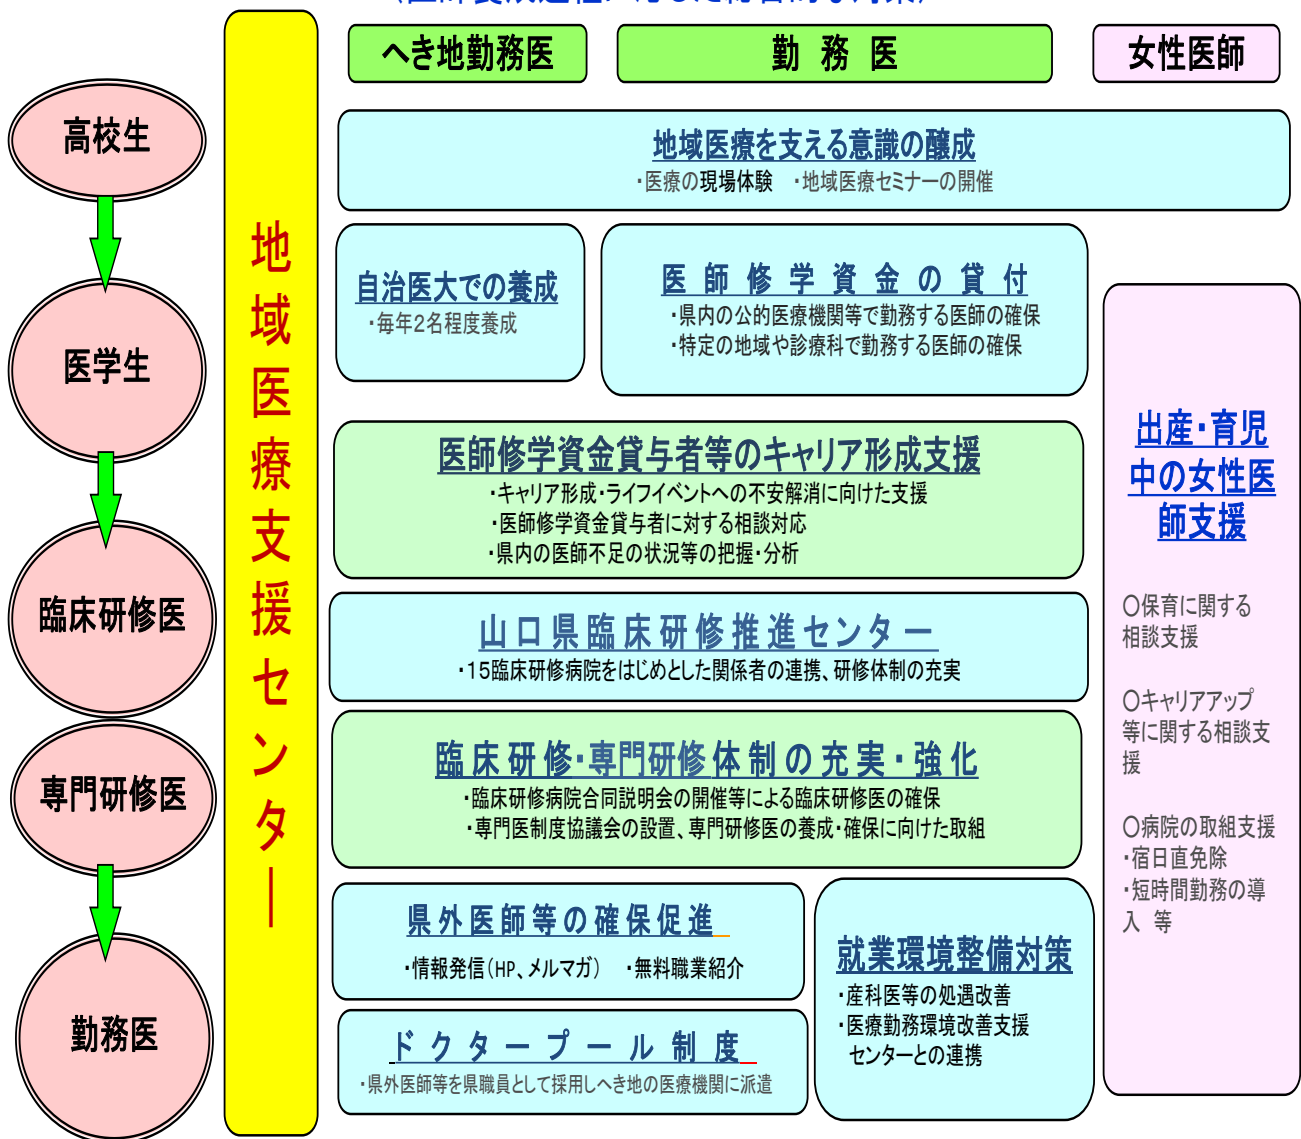 (医師養成過程に応じた総合的な対策)
へき地勤務医
勤 務 医
女性医師
高校生
医学生
臨床研修医
専門研修医
勤務医
地域医療支援センター
地域医療を支える意識の醸成
・医療の現場体験 ・地域医療セミナーの開催
自治医大での養成
・毎年2名程度養成
医 師 修 学 資 金 の 貸 付
・県内の公的医療機関等で勤務する医師の確保
・特定の地域や診療科で勤務する医師の確保
医師修学資金貸与者等のキャリア形成支援
・キャリア形成・ライフイベントへの不安解消に向けた支援
・医師修学資金貸与者に対する相談対応
・県内の医師不足の状況等の把握・分析
山口県臨床研修推進センター
・15臨床研修病院をはじめとした関係者の連携、研修体制の充実
臨床研修・専門研修体制の充実・強化
・臨床研修病院合同説明会の開催等による臨床研修医の確保
・専門医制度協議会の設置、専門研修医の養成・確保に向けた取組
県外医師等の確保促進
・情報発信(HP、メルマガ) ・無料職業紹介
ドクタープール制度
・県外医師等を県職員として採用しへき地の医療機関に派遣
就業環境整備対策
・産科医等の処遇改善
・医療勤務環境改善支援
センターとの連携
出産・育児
中の女性医
師支援
〇保育に関する
相談支援
〇キャリアアップ
等に関する相談支
援
〇病院の取組支援
・宿日直免除
・短時間勤務の導
入 等